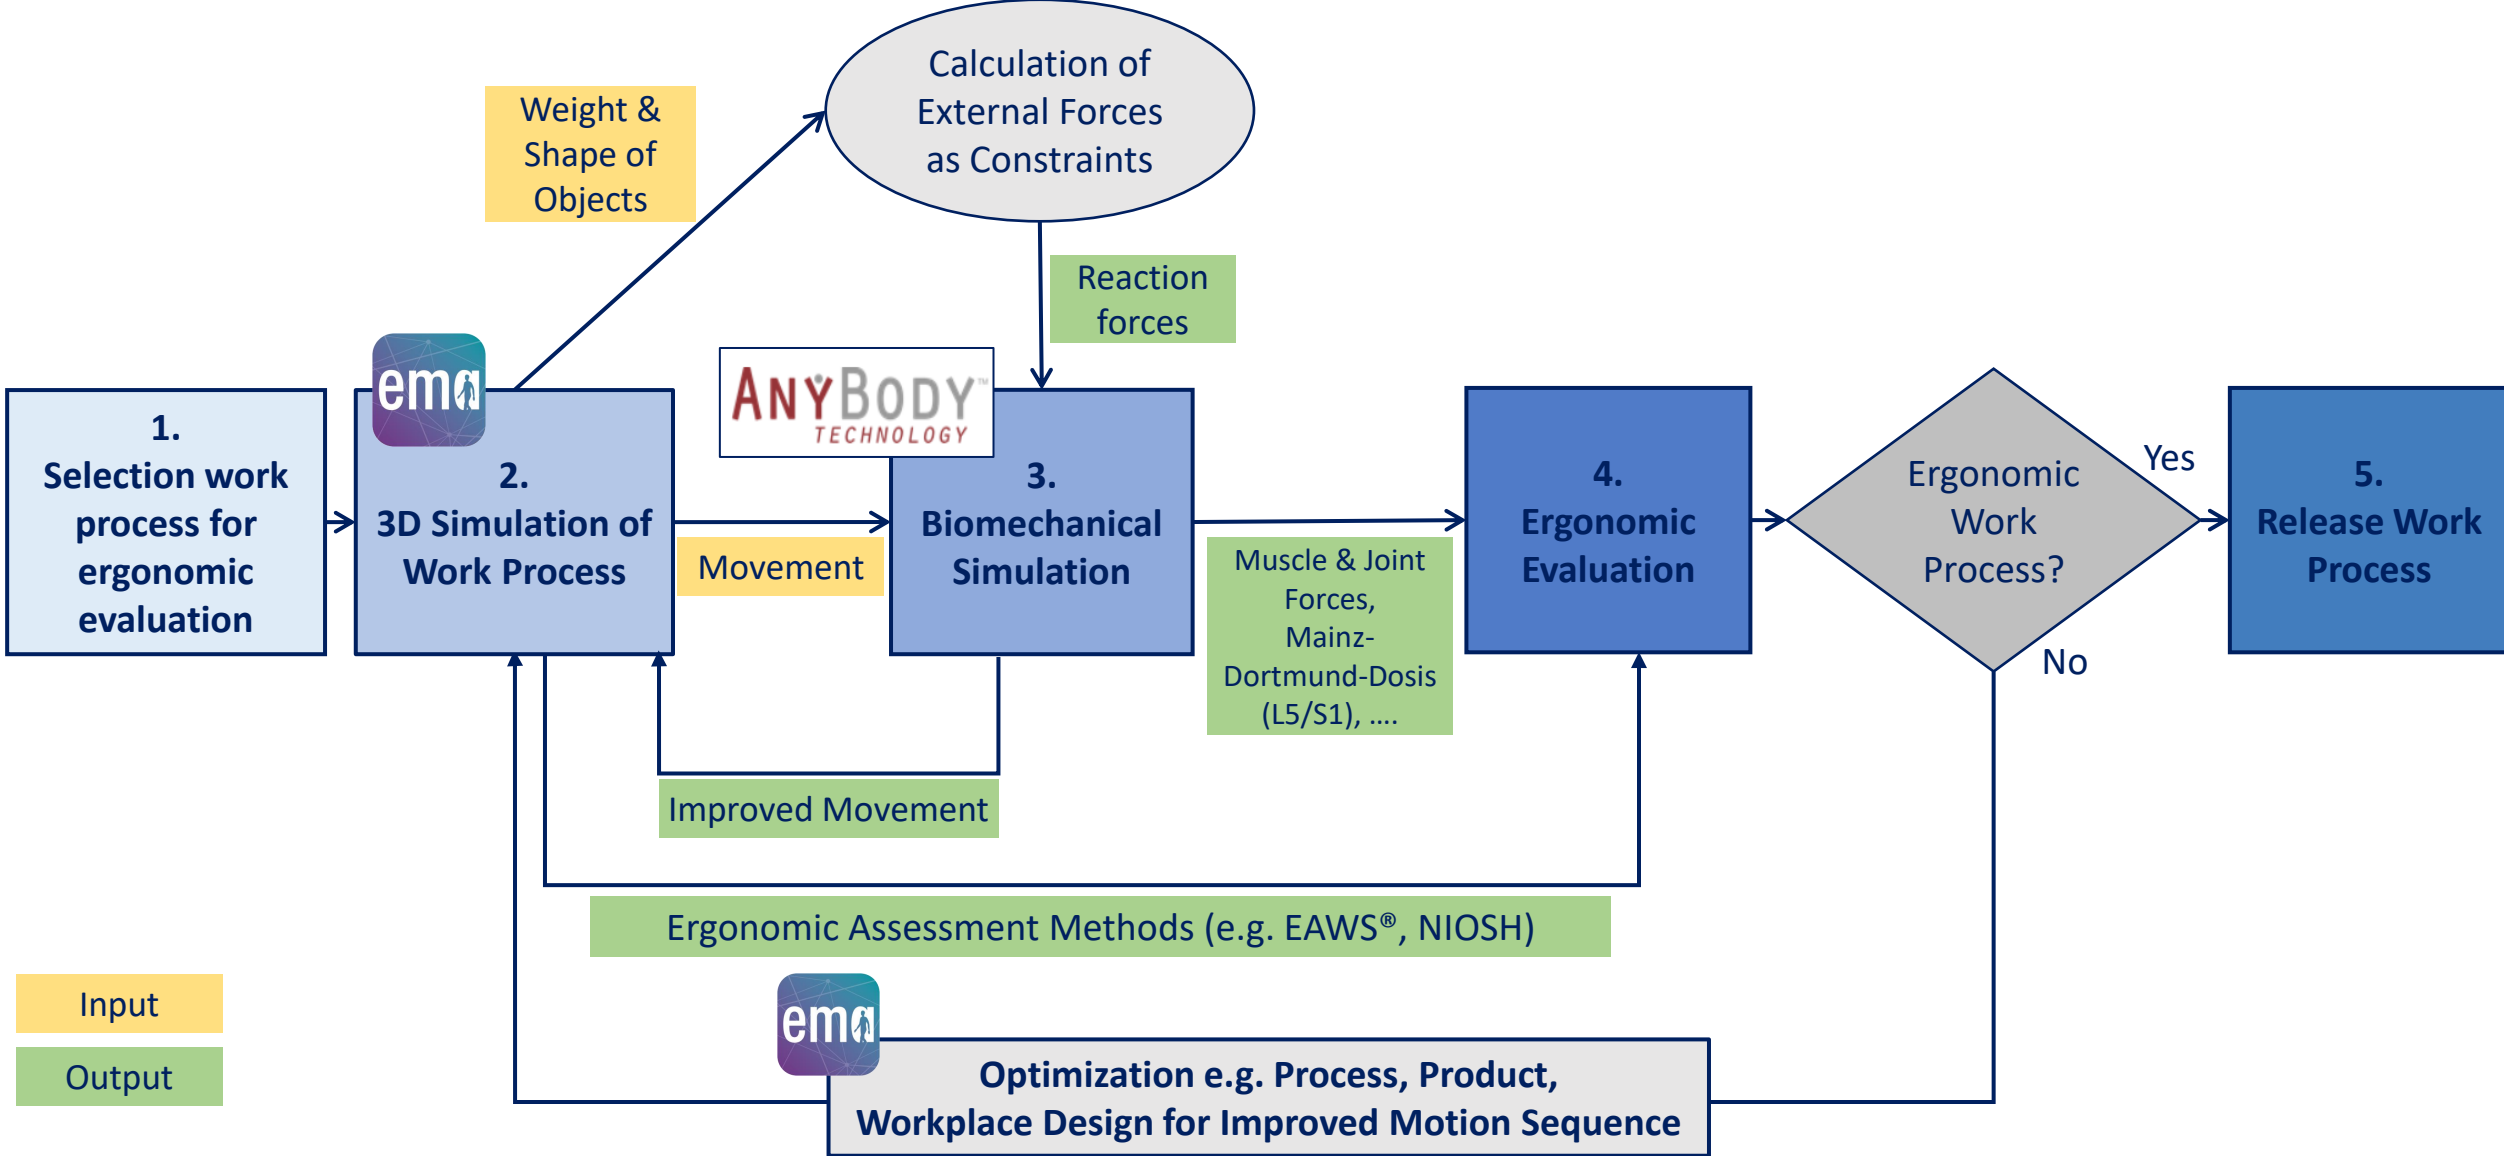 Calculation of
External Forces
as Constraints
Weight &
Shape of
Objects
Reaction
forces
ema
ANYBODY™
TECHNOLOGY
1.
Selection work
process for
ergonomic
evaluation
2.
3D Simulation of
Work Process
Movement
3.
Biomechanical
Simulation
Muscle & Joint
Forces,
Mainz-
Dortmund-Dosis
(L5/S1), ....
4.
Ergonomic
Evaluation
Ergonomic
Work
Process?
Yes
No
5.
Release Work
Process
Improved Movement
Ergonomic Assessment Methods (e.g. EAWS®, NIOSH)
Input
Output
ema
Optimization e.g. Process, Product,
Workplace Design for Improved Motion Sequence